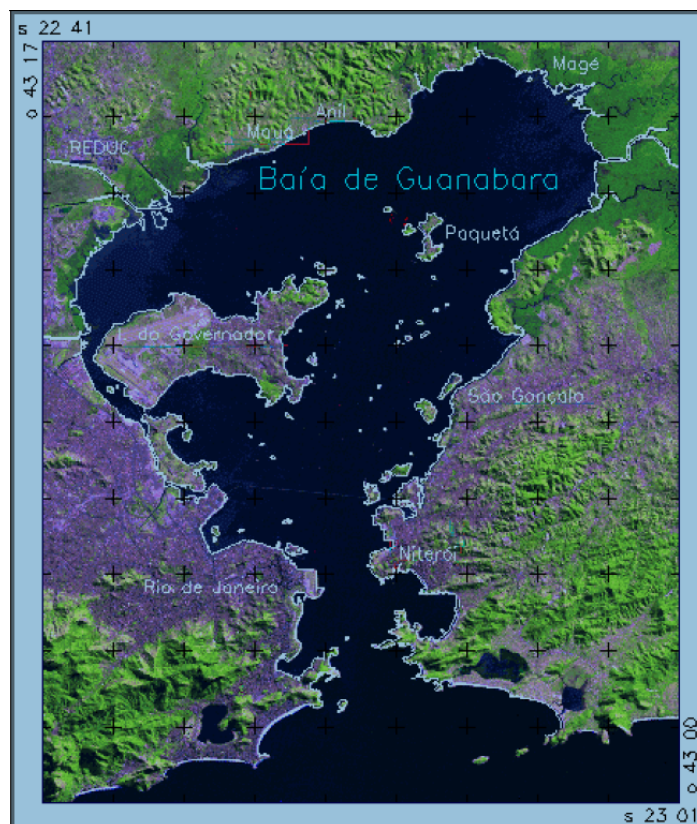 s 22 41
o 43 17
Magé
Anil
Mauá
REDUC
Baía de Guanabara
Paquetá
do Governador
São Gonçalo
Niterói
Rio de Janeiro
o 43 00
s 23 01